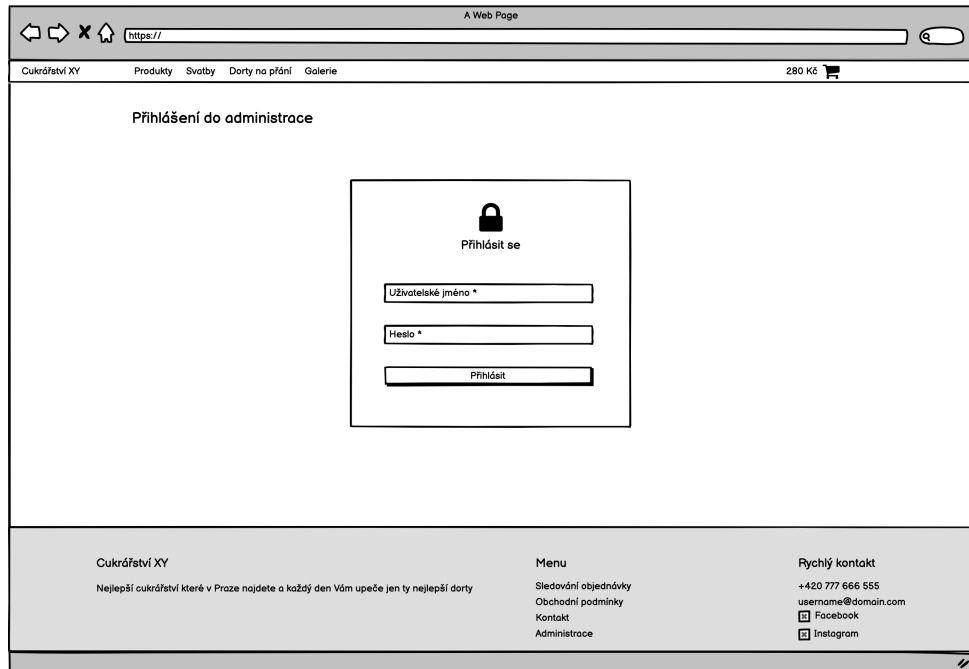 A Web Page
https://
Cukrářství XY Produkty Svatby Dorty na přání Galerie 280 Kč
Přihlášení do administrace
Přihlásit se
Uživatelské jméno *
Heslo *
Přihlásit
Cukrářství XY
Nejlepší cukrářství které v Praze najdete a každý den Vám upeče jen ty nejlepší dorty
Menu
Sledování objednávky
Obchodní podmínky
Kontakt
Administrace
Rychlý kontakt
+420 777 666 555
username@domain.com
Facebook
Instagram